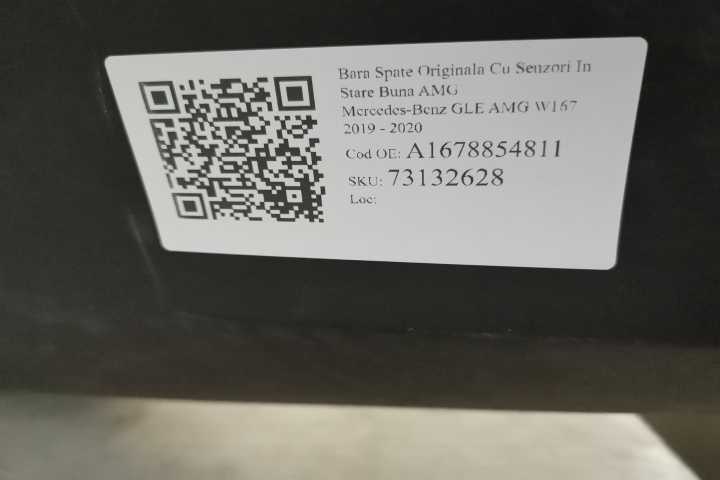 Bara Spate Originala Cu Senzori In
Stare Buna AMG
Mercedes-Benz GLE AMG W167
2019 - 2020
Cod OE: A1678854811
SKU: 73132628
Loc: